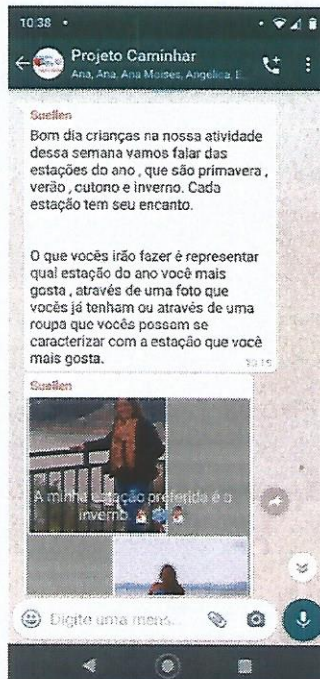 10:38
Projeto Caminhar
Ana, Ana, Ana Moises, Angelica, E...
Suellen
Bom dia crianças na nossa atividade
dessa semana vamos falar das
estações do ano , que são primavera ,
verão , outono e inverno. Cada
estação tem seu encanto.
O que vocês irão fazer é representar
qual estação do ano você mais
gosta , através de uma foto que
vocês já tenham ou através de uma
roupa que vocês possam se
caracterizar com a estação que você
mais gosta.
10:15
Suellen
A minha estação preferida é o
inverno.
Digite uma mens...